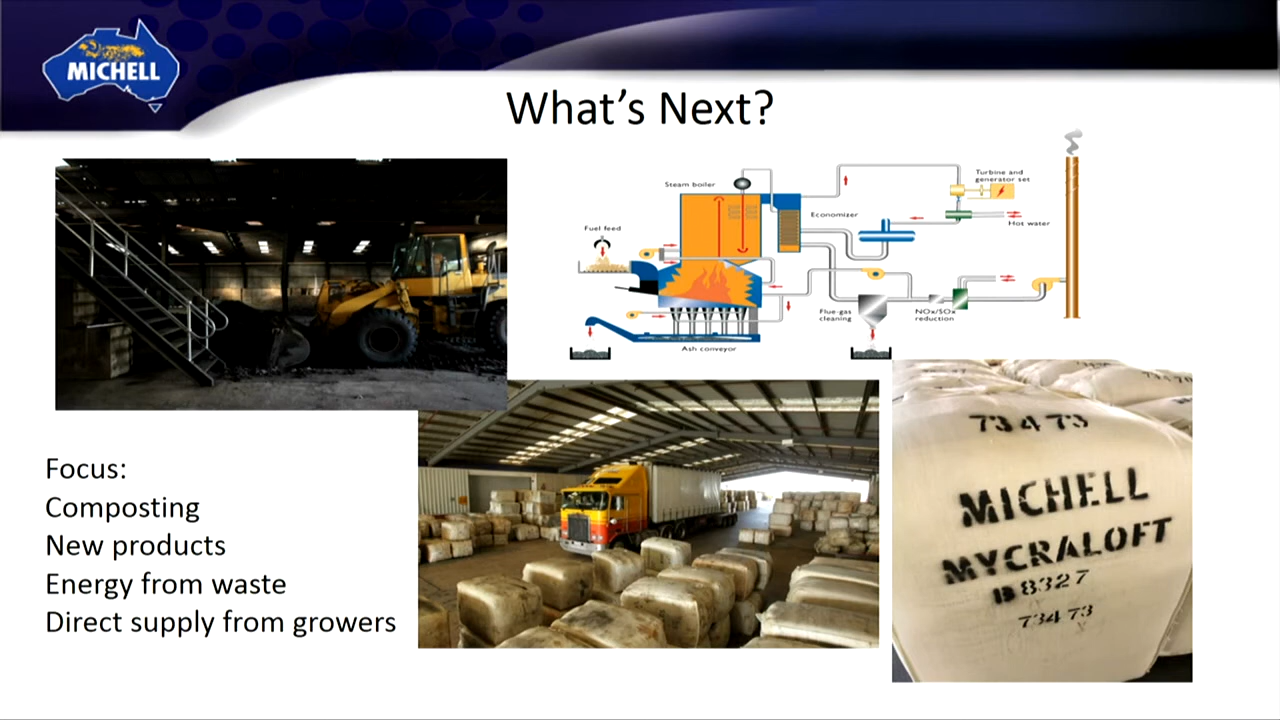 MICHELL
What's Next?
Steam boiler
Turbine and
generator set
Economizer
Hot water
Fuel feed
Flue-gas
cleaning
NOx/SOx
reduction
Ash conveyor
73473
MICHELL
MYCRALOFT
B 8327
73473
Focus:
Composting
New products
Energy from waste
Direct supply from growers